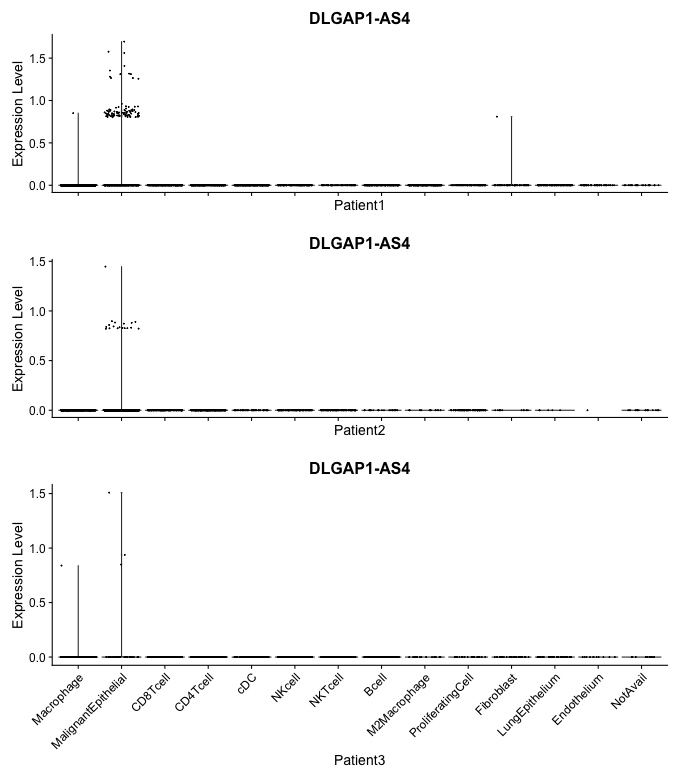 DLGAP1-AS4
Expression Level
1.5
1.0
0.5
0.0
Patient1
DLGAP1-AS4
Expression Level
1.5
1.0
0.5
0.0
Patient2
DLGAP1-AS4
Expression Level
1.5
1.0
0.5
0.0
Macrophage
MalignantEpithelial
CD8Tcell
CD4Tcell
cDC
NKcell
NKTcell
Bcell
M2Macrophage
ProliferatingCell
Fibroblast
LungEpithelium
Endothelium
NotAvail
Patient3